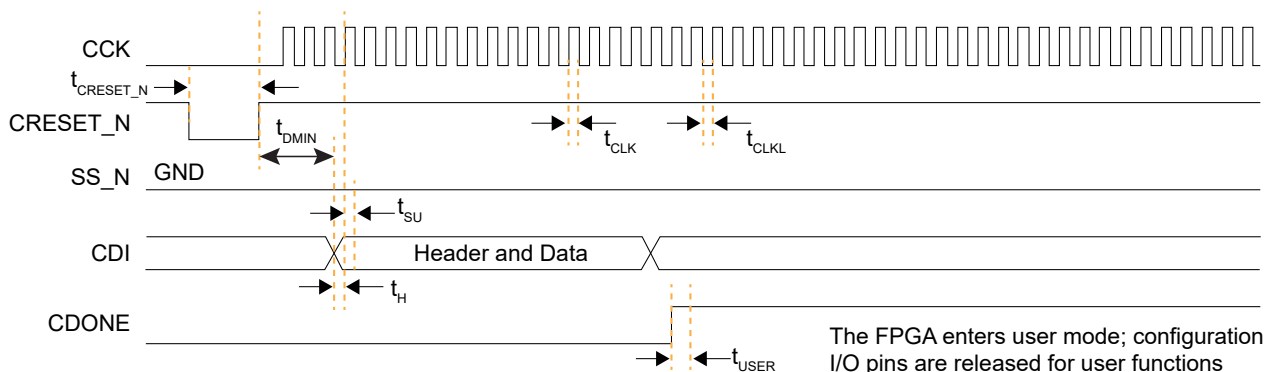 CCK
tCRESET_N
CRESET_N
tDMIN
tCLK
tCLKL
SS_N
GND
tSU
CDI
Header and Data
tH
CDONE
tUSER
The FPGA enters user mode; configuration
I/O pins are released for user functions